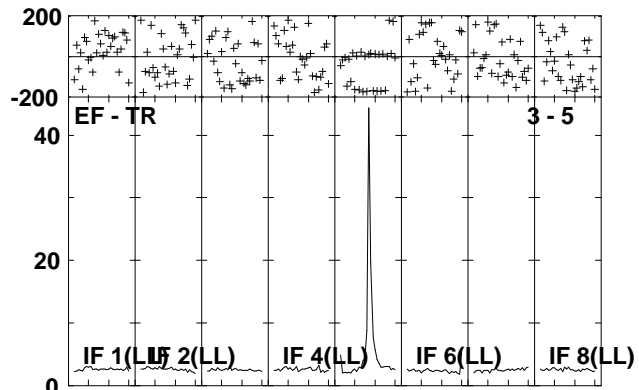 200
-200
EF - TR
3 - 5
40
20
0
IF 1(LL)
IF 2(LL)
IF 4(LL)
IF 6(LL)
IF 8(LL)